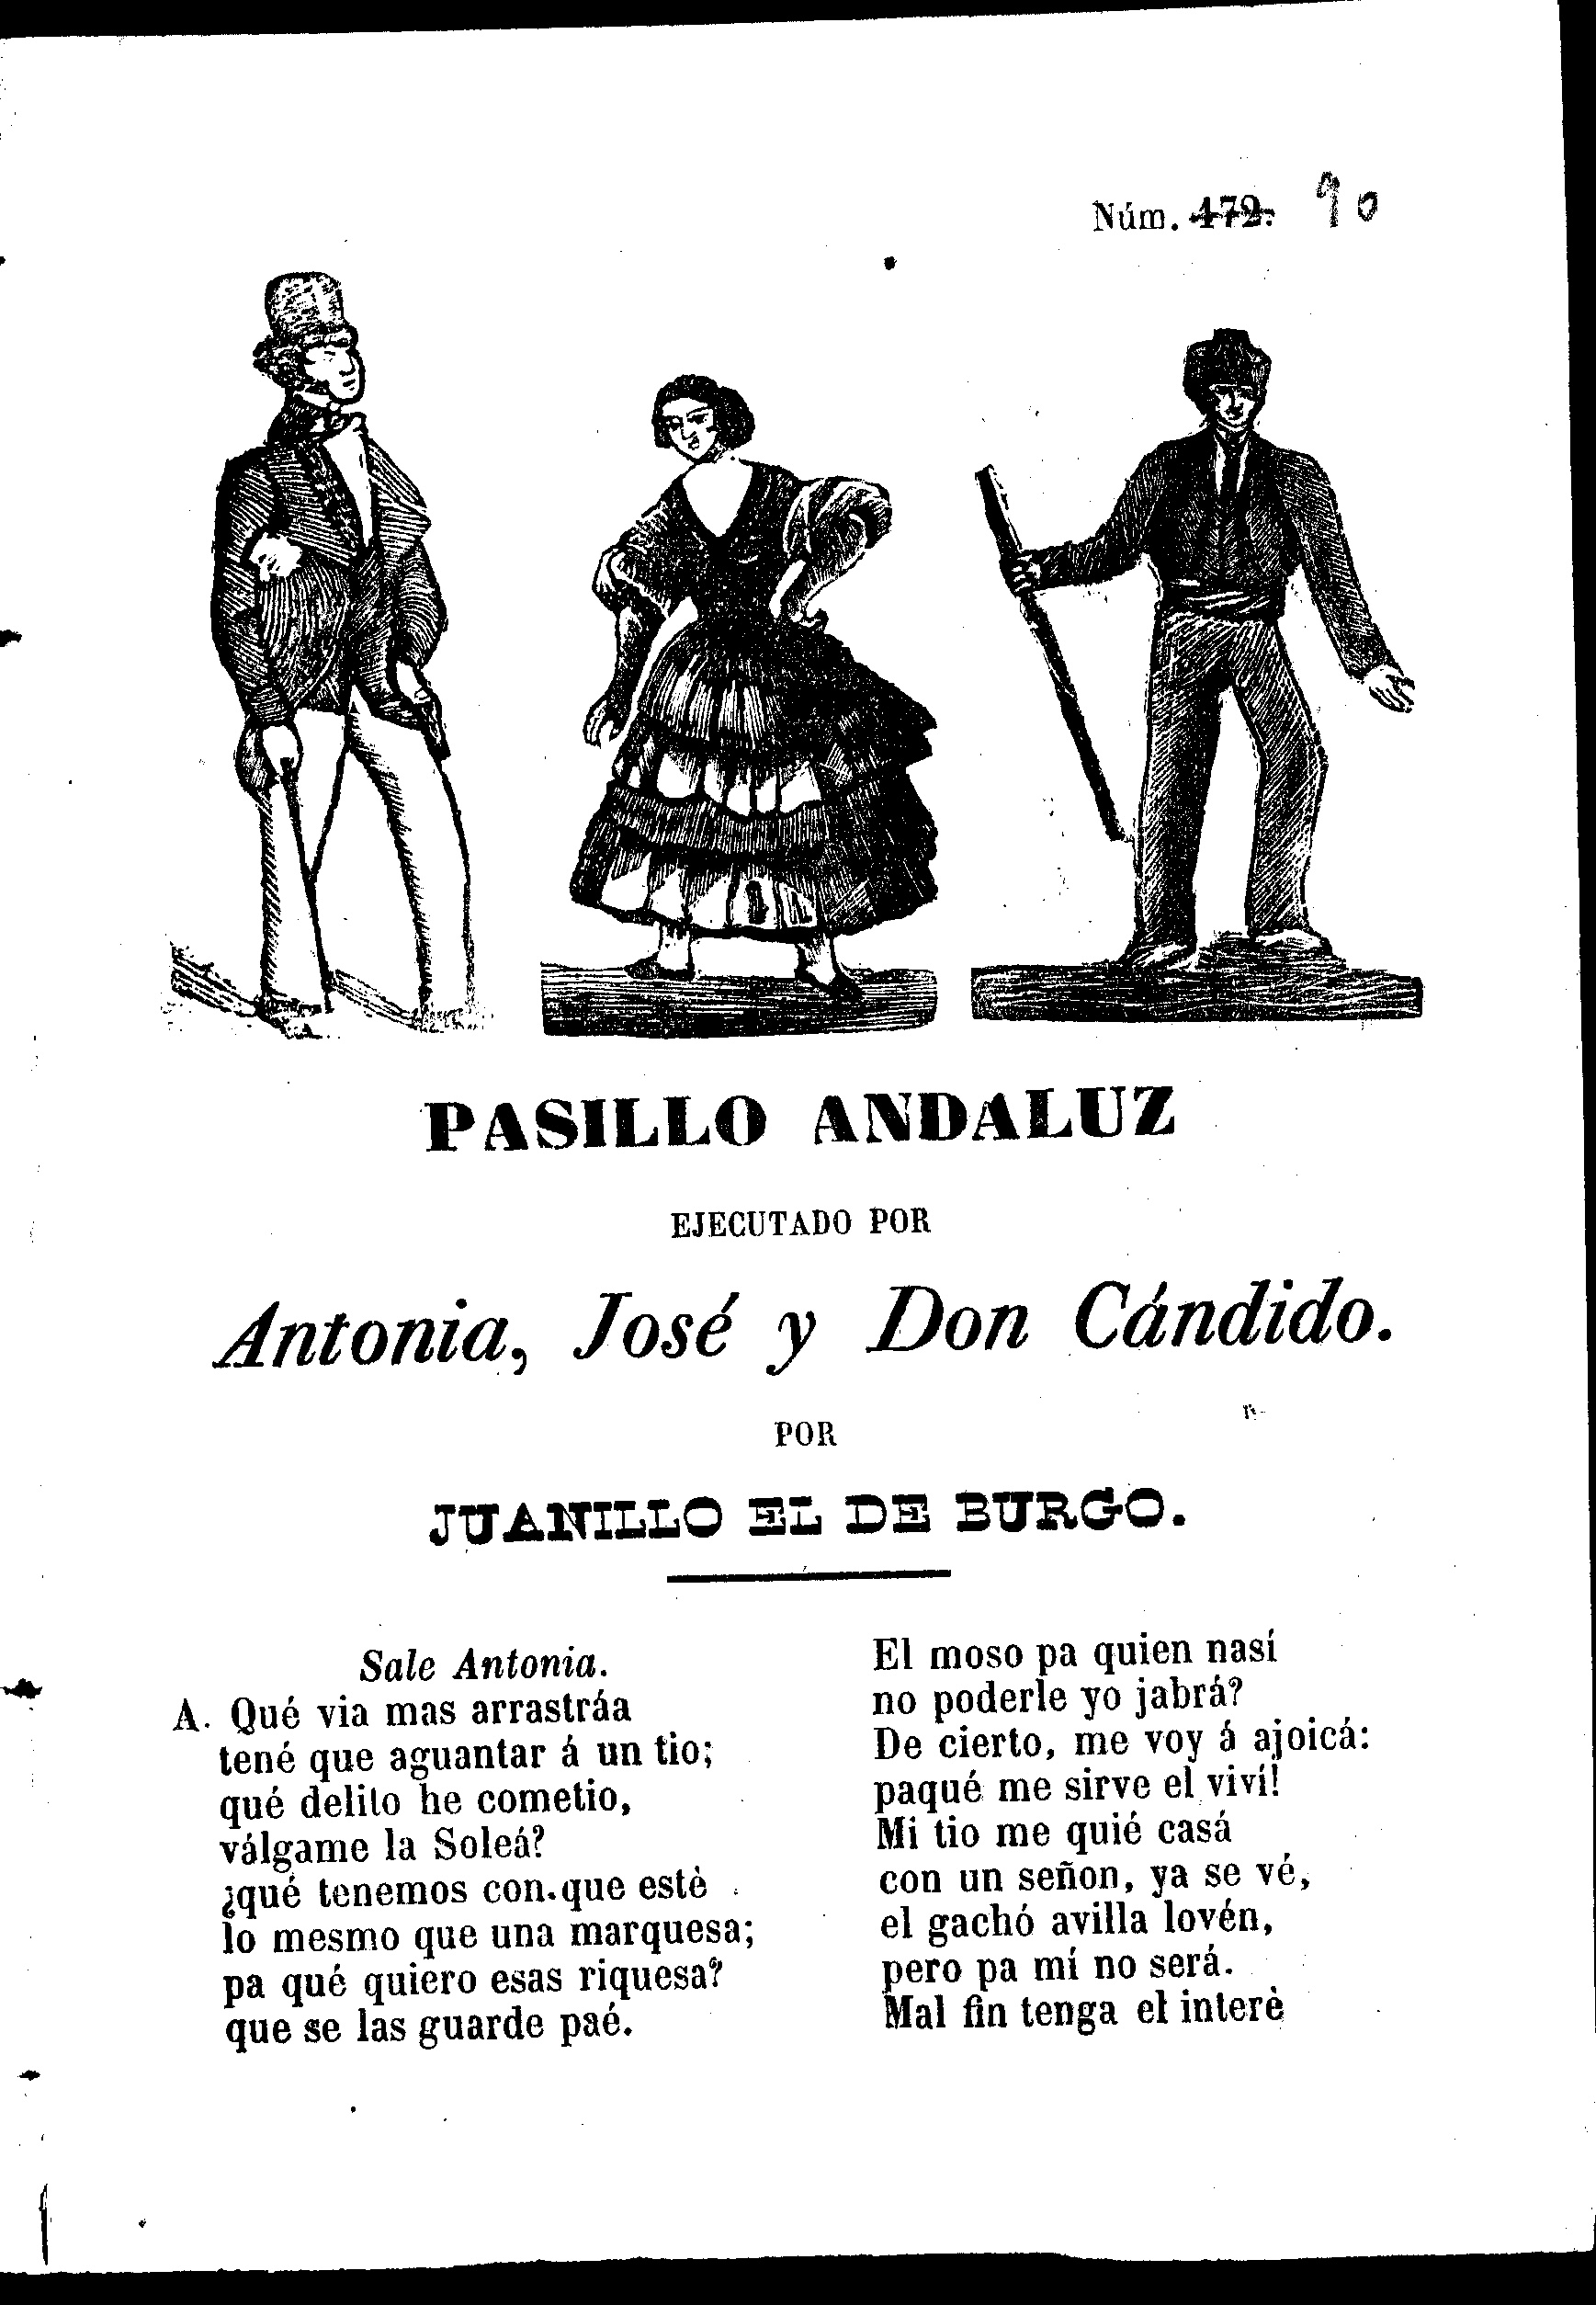 Núm. 172. 90
PASILLO ANDALUZ
EJECUTADO POR
Antonia, José y Don Cándido.
POR
JUANILLO EL DE BURGO.
Sale Antonia.
A. Qué via mas arrastráa
tené que aguantar á un tio;
qué delito he cometio,
válgame la Soleá?
¿qué tenemos con que estè
lo mesmo que una marquesa;
pa qué quiero esas riquesa?
que se las guarde paé.
El moso pa quien nasí
no poderle yo jabrá?
De cierto, me voy á ajoicá:
paqué me sirve el viví!
Mi tio me quié casá
con un señon, ya se vé,
el gachó avilla lovén,
pero pa mí no será.
Mal fin tenga el interè